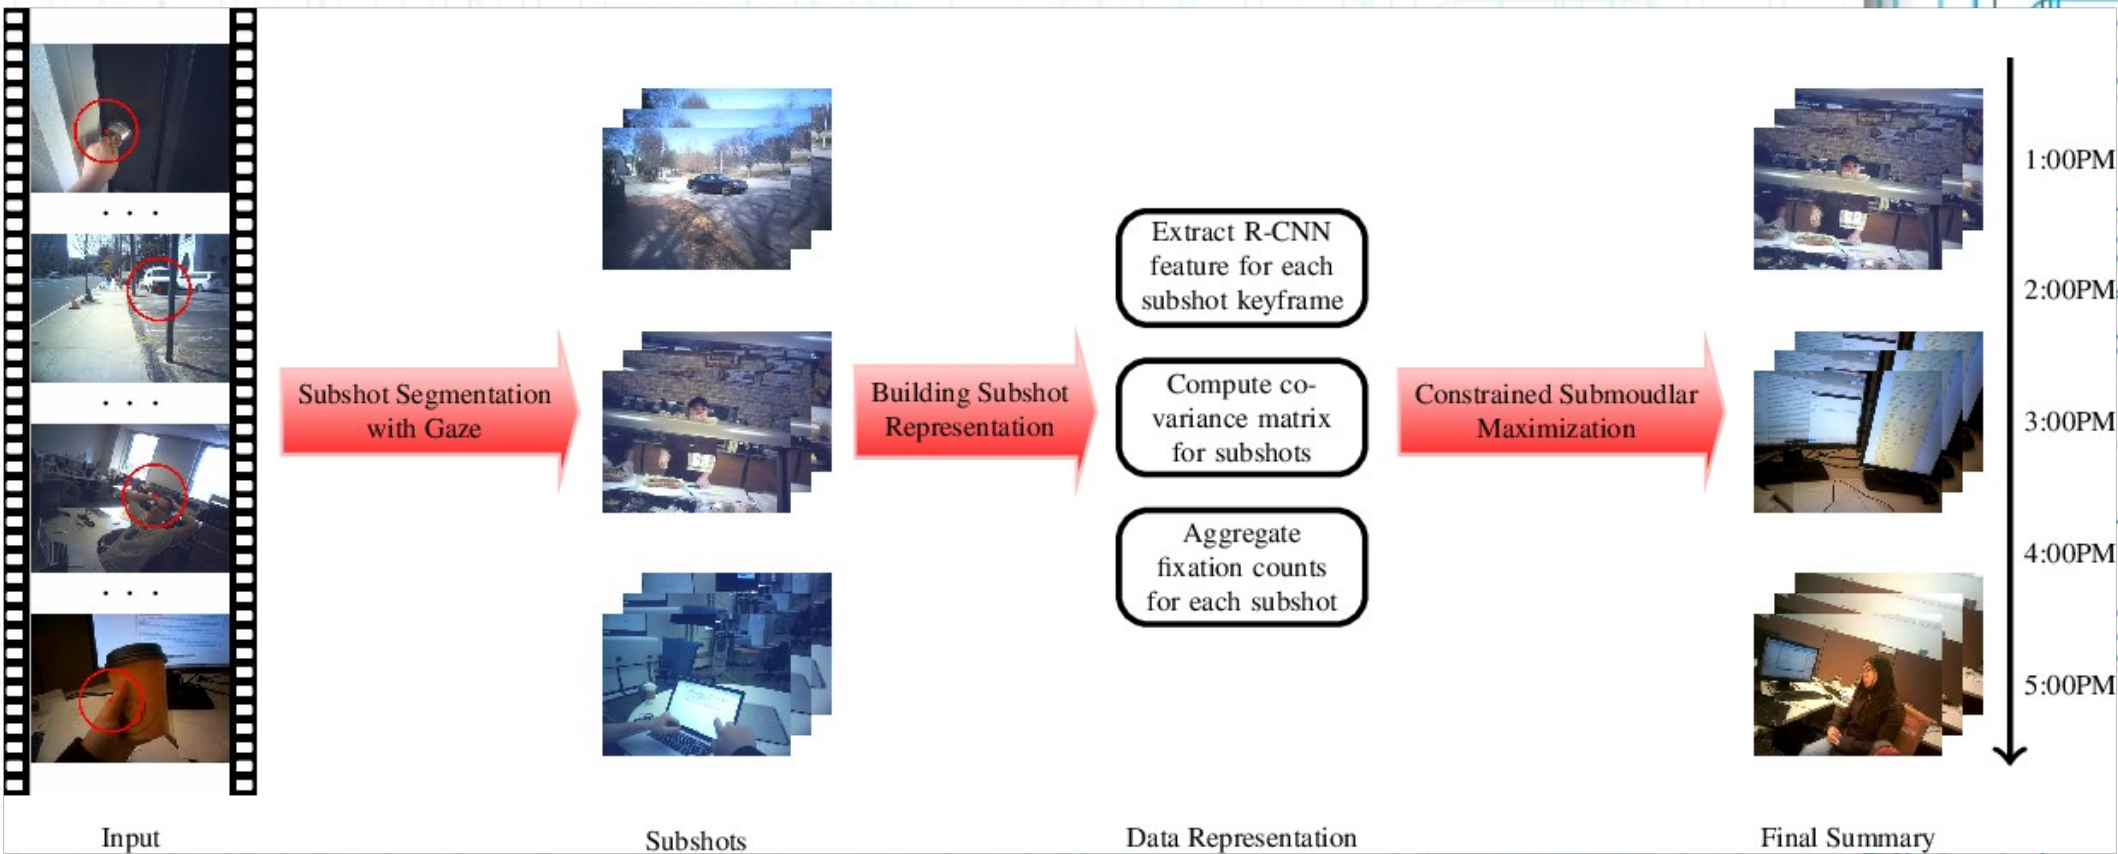 Subshot Segmentation
with Gaze
Building Subshot
Representation
Extract R-CNN
feature for each
subshot keyframe
Compute co-
variance matrix
for subshots
Aggregate
fixation counts
for each subshot
Constrained Submoudlar
Maximization
1:00PM
2:00PM
3:00PM
4:00PM
5:00PM
Input
Subshots
Data Representation
Final Summary